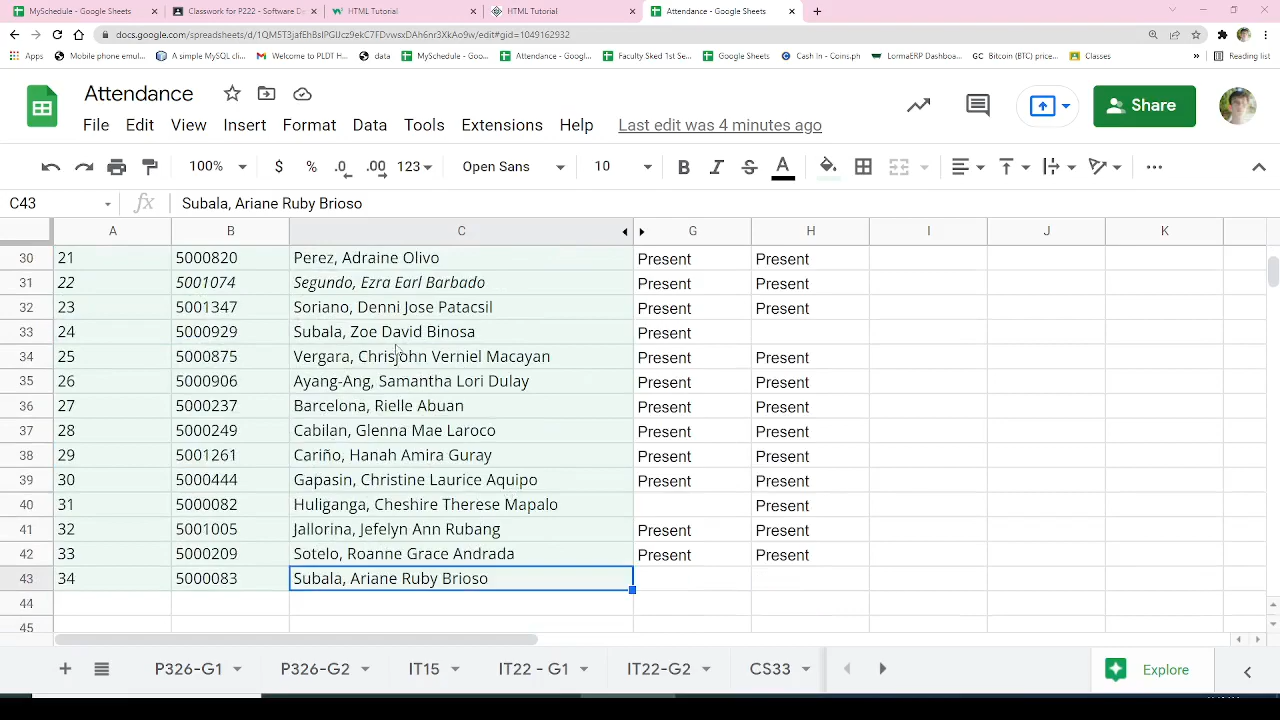 MySchedule - Google Sheets
Classwork for P222 - Software De
HTML Tutorial
HTML Tutorial
Attendance - Google Sheets
docs.google.com/spreadsheets/d/
Apps
Mobile phone emul...
A simple MySQL cli...
Welcome to PLDT H...
data
MySchedule - Googl...
Attendance - Googl...
Faculty Sked 1st Se...
Google Sheets
Cash In - Coins.ph
LormaERP Dashboa...
GC Bitcoin (BTC) price...
Classes
Reading list
Attendance
Share
File Edit View Insert Format Data Tools Extensions Help Last edit was 4 minutes ago
100% $ % .0 .00 123 Open Sans 10 B I S A
C43 fx Subala, Ariane Ruby Brioso
A B C G H I J K
30 21 5000820 Perez, Adraine Olivo Present Present
31 22 5001074 Segundo, Ezra Earl Barbado Present Present
32 23 5001347 Soriano, Denni Jose Patacsil Present Present
33 24 5000929 Subala, Zoe David Binosa Present
34 25 5000875 Vergara, Chrisjohn Verniel Macayan Present Present
35 26 5000906 Ayang-Ang, Samantha Lori Dulay Present Present
36 27 5000237 Barcelona, Rielle Abuan Present Present
37 28 5000249 Cabilan, Glenna Mae Laroco Present Present
38 29 5001261 Cariño, Hanah Amira Guray Present Present
39 30 5000444 Gapasin, Christine Laurice Aquipo Present Present
40 31 5000082 Huliganga, Cheshire Therese Mapalo Present
41 32 5001005 Jallorina, Jefelyn Ann Rubang Present Present
42 33 5000209 Sotelo, Roanne Grace Andrada Present Present
43 34 5000083 Subala, Ariane Ruby Brioso
44
45
P326-G1 P326-G2 IT15 IT22 - G1 IT22-G2 CS33 Explore